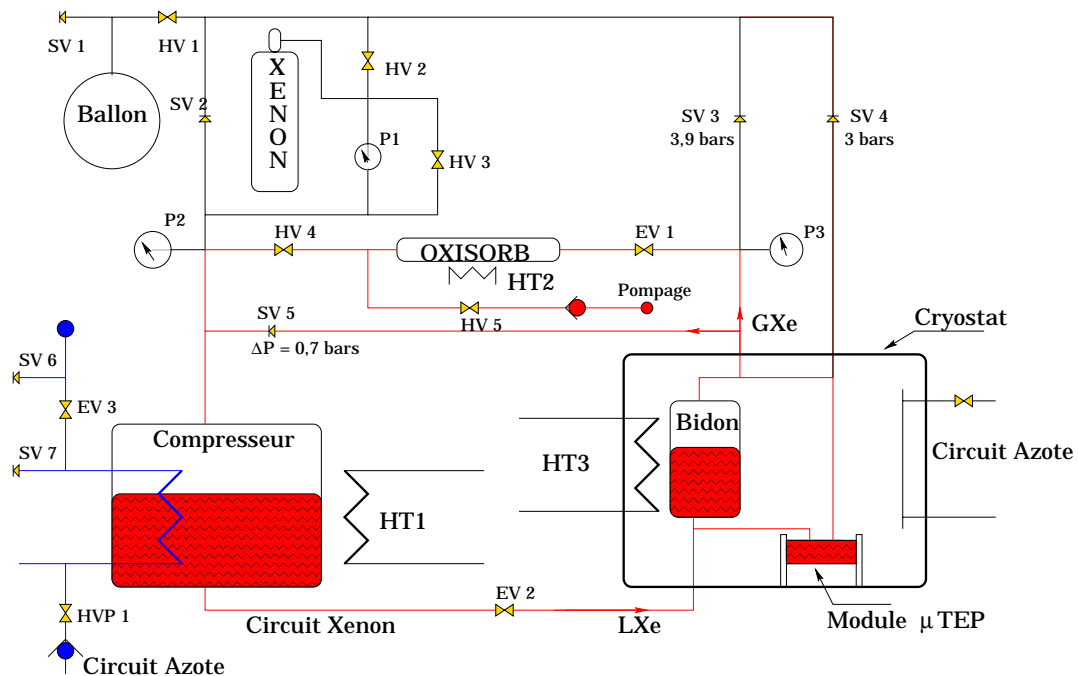 SV 1
HV 1
Ballon
SV 2
XENON
HV 2
P1
HV 3
SV 3
3,9 bars
SV 4
3 bars
P2
HV 4
OXISORB
EV 1
P3
HT2
Pompage
HV 5
SV 5
ΔP = 0,7 bars
GXe
Cryostat
SV 6
EV 3
SV 7
Compresseur
HT1
HT3
Bidon
Circuit Azote
HVP 1
Circuit Xenon
EV 2
LXe
Module μ TEP
Circuit Azote